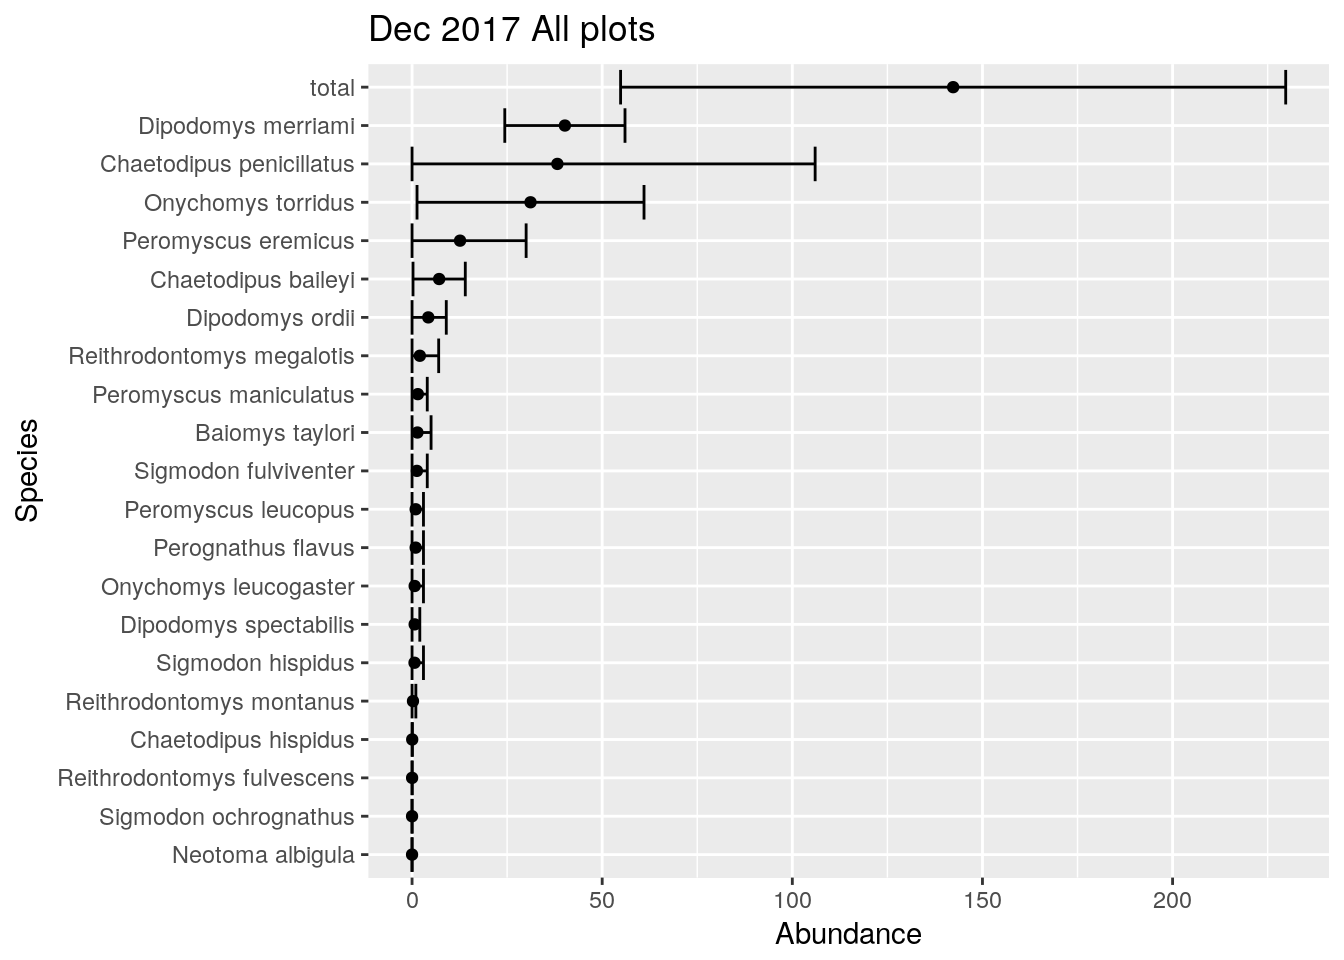 Dec 2017 All plots
total
Dipodomys merriami
Chaetodipus penicillatus
Onychomys torridus
Peromyscus eremicus
Chaetodipus baileyi
Dipodomys ordii
Reithrodontomys megalotis
Peromyscus maniculatus
Baiomys taylori
Sigmodon fulviventer
Peromyscus leucopus
Perognathus flavus
Onychomys leucogaster
Dipodomys spectabilis
Sigmodon hispidus
Reithrodontomys montanus
Chaetodipus hispidus
Reithrodontomys fulvescens
Sigmodon ochrognathus
Neotoma albigula
Species
0 50 100 150 200
Abundance